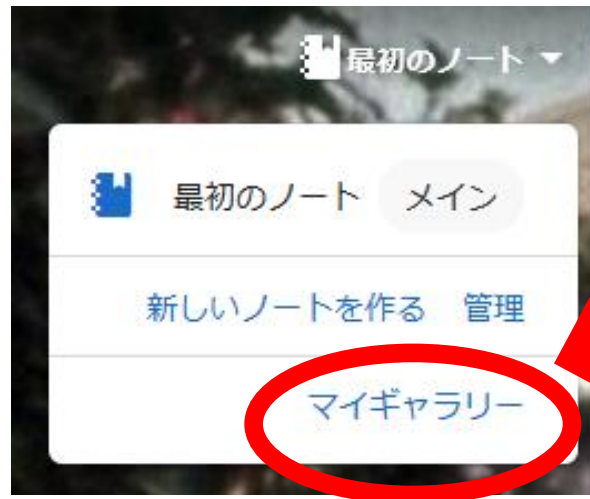 最初のノート
最初のノート メイン
新しいノートを作る 管理
マイギャラリー